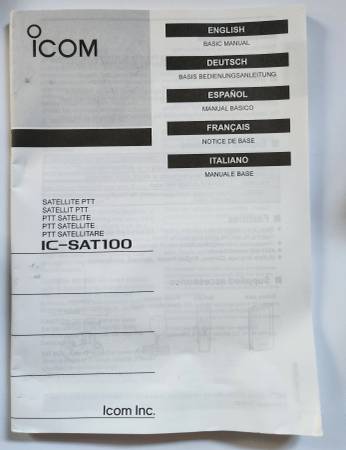 ICOM
ENGLISH
BASIC MANUAL
DEUTSCH
BASIS BEDIENUNGSANLEITUNG
ESPAÑOL
MANUAL BÁSICO
FRANÇAIS
NOTICE DE BASE
ITALIANO
MANUALE BASE
SATELLITE PTT
SATELLIT PTT
PTT SATELITE
PTT SATELLITE
PTT SATELLITARE
IC-SAT100
Icom Inc.